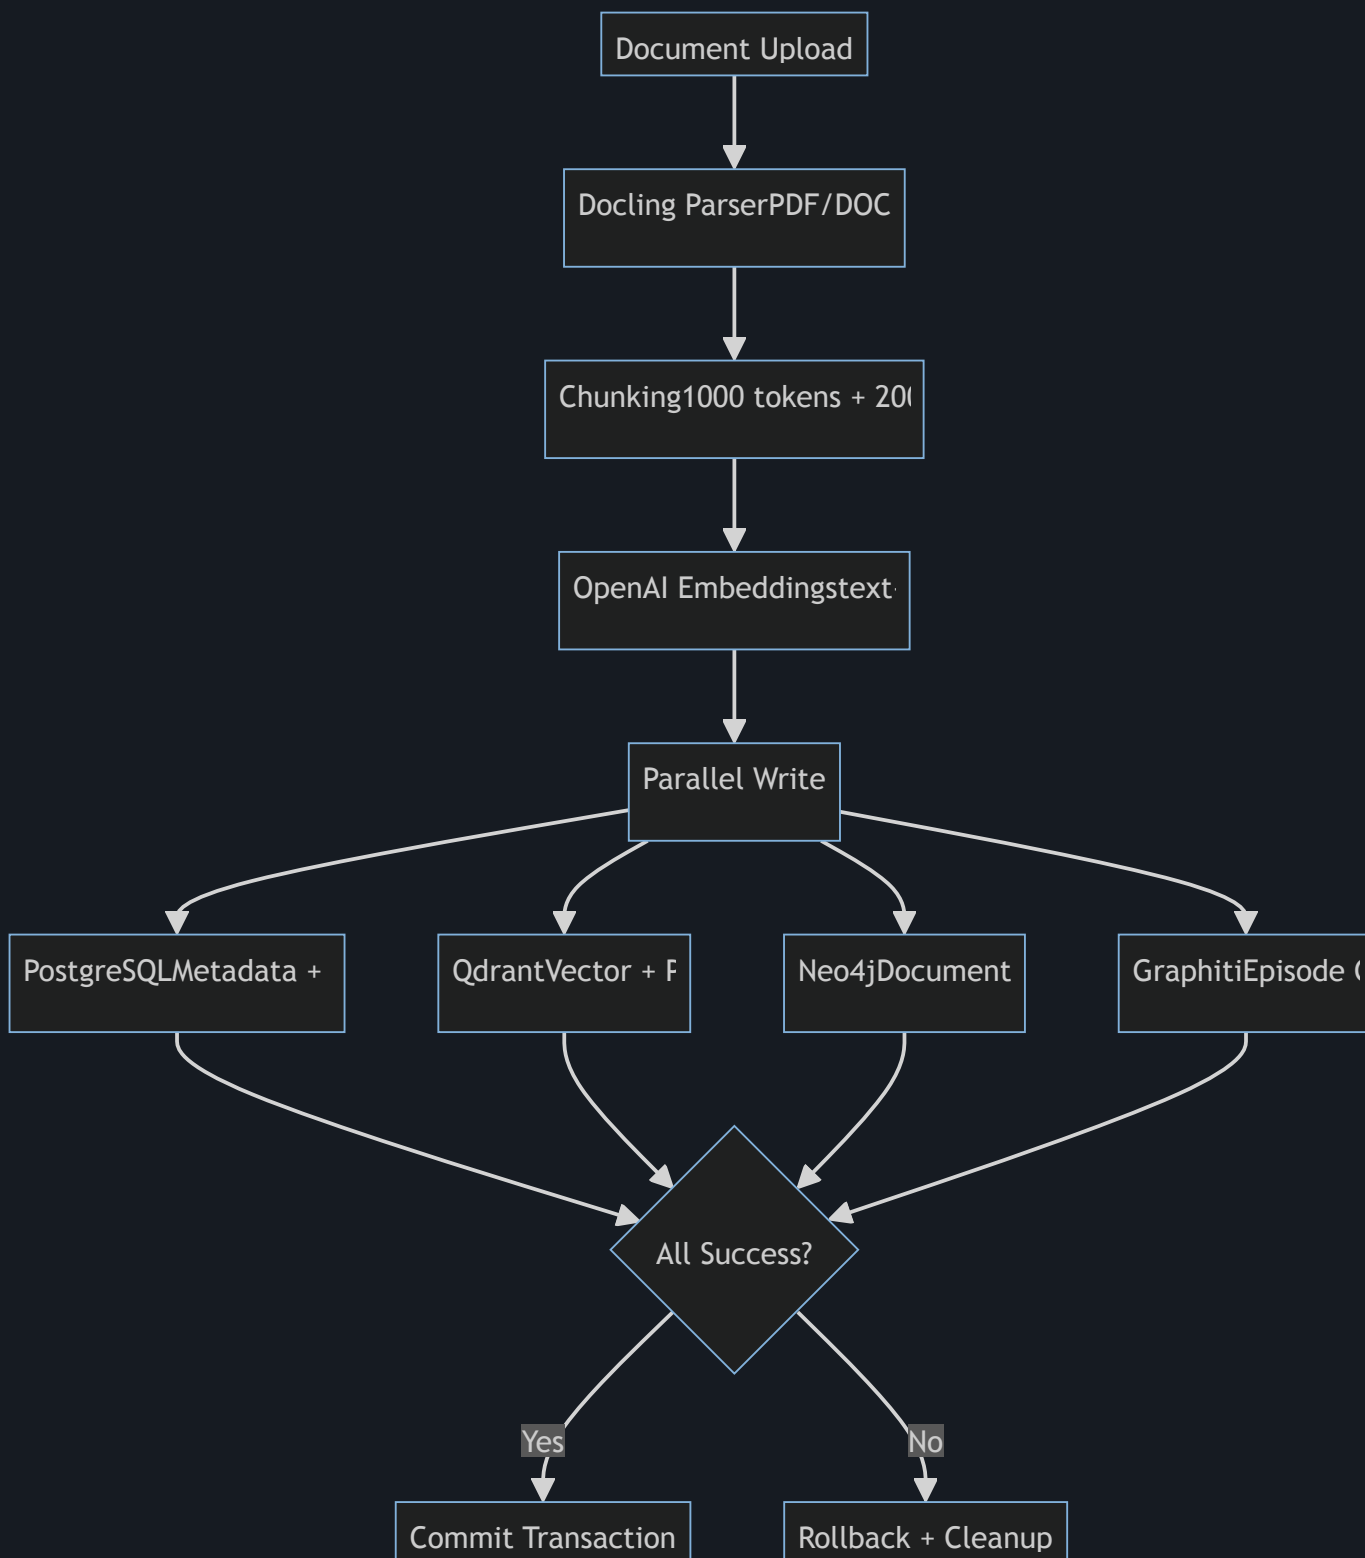 Document Upload
Docling ParserPDF/DOC
Chunking1000 tokens + 200
OpenAI Embeddingstext-
Parallel Write
PostgreSQLMetadata +
QdrantVector +
Neo4jDocument
GraphitiEpisode
All Success?
Yes
No
Commit Transaction
Rollback + Cleanup